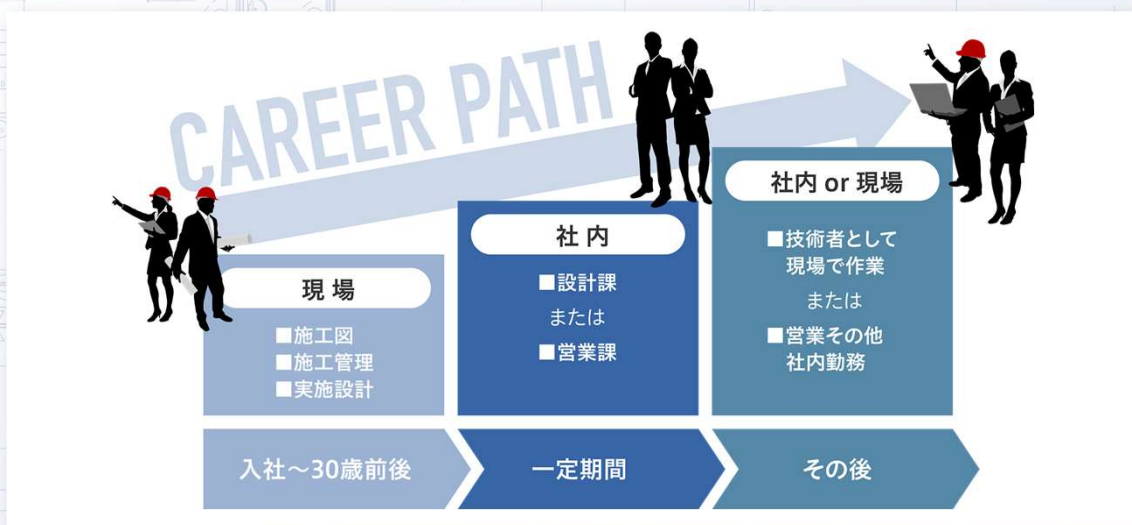 CAREER PATH
現場
■施工図
■施工管理
■実施設計
社内
■設計課
または
■営業課
社内 or 現場
■技術者として
現場で作業
または
■営業その他
社内勤務
入社～30歳前後
一定期間
その後